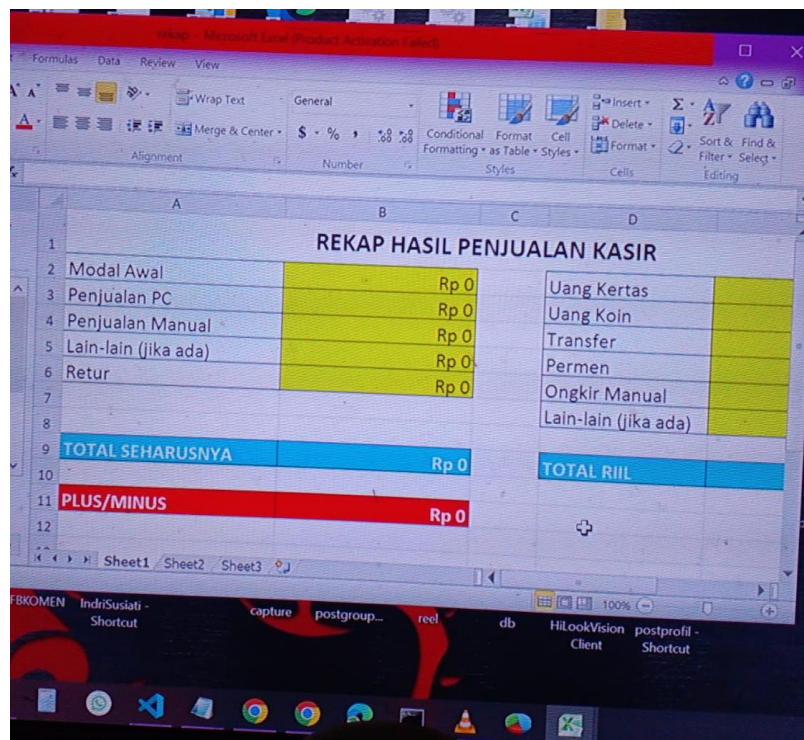 rekap - Microsoft Excel (Product Activation Failed)
Formulas Data Review View
Wrap Text General Insert
Merge & Center $ % , Conditional Formatting Format as Table Cell Styles Delete Format Sort & Filter Find & Select
Alignment Number Styles Cells Editing
A B C D
1 REKAP HASIL PENJUALAN KASIR
2 Modal Awal Rp 0 Uang Kertas
3 Penjualan PC Rp 0 Uang Koin
4 Penjualan Manual Rp 0 Transfer
5 Lain-lain (jika ada) Rp 0 Permen
6 Retur Rp 0 Ongkir Manual
7 Lain-lain (jika ada)
8
9 TOTAL SEHARUSNYA Rp 0 TOTAL RIIL
10
11 PLUS/MINUS Rp 0
12
Sheet1 Sheet2 Sheet3
100%
FBKOMEN IndriSusiati - Shortcut capture postgroup... reel db HiLookVision Client postprofil - Shortcut